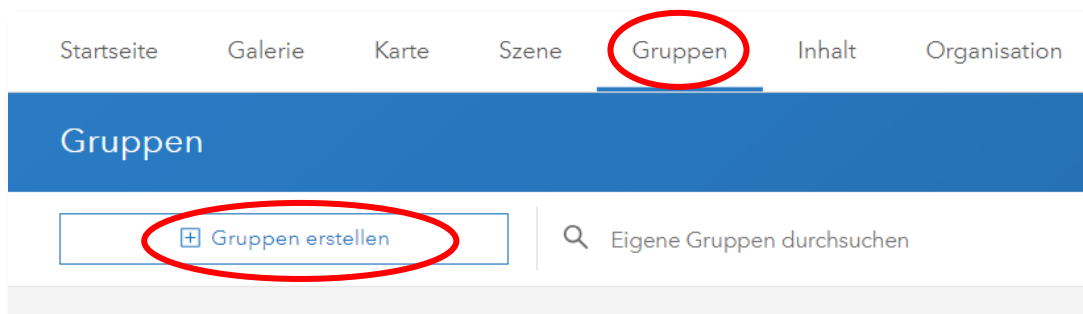 Startseite Galerie Karte Szene Gruppen Inhalt Organisation
Gruppen
Gruppen erstellen Eigene Gruppen durchsuchen